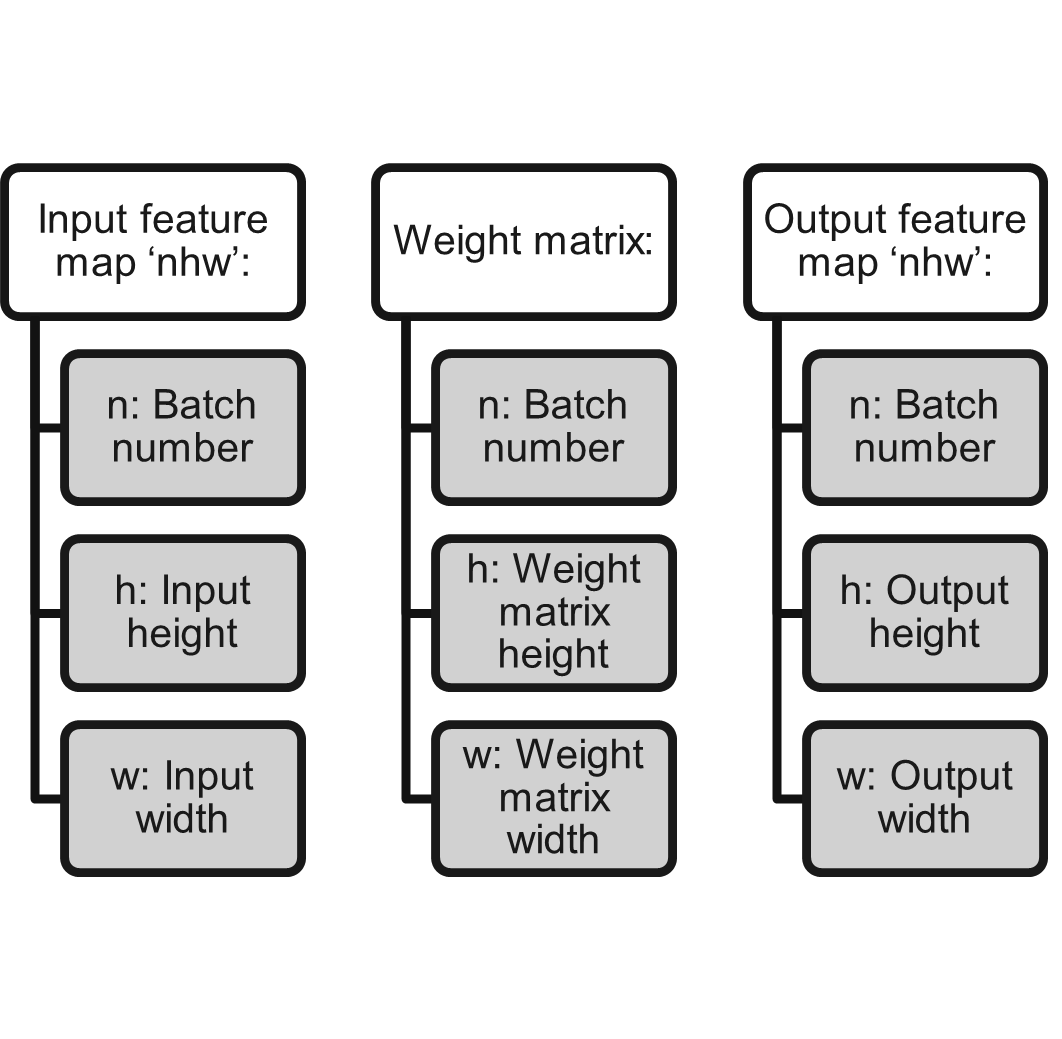 Input feature
map ‘nhw’:
n: Batch
number
h: Input
height
w: Input
width
Weight matrix:
n: Batch
number
h: Weight
matrix
height
w: Weight
matrix
width
Output feature
map ‘nhw’:
n: Batch
number
h: Output
height
w: Output
width